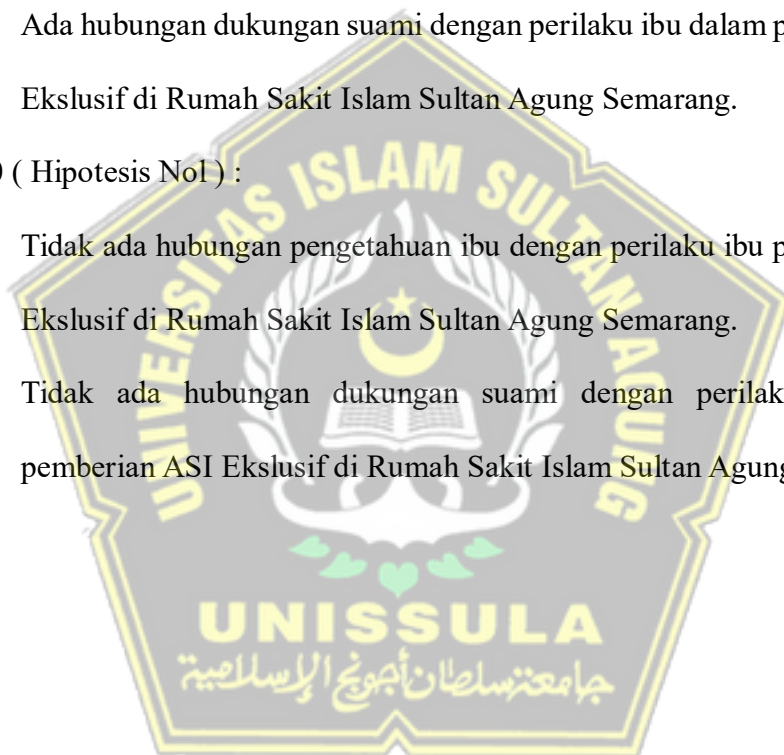 Ada hubungan dukungan suami dengan perilaku ibu dalam p
Ekslusif di Rumah Sakit Islam Sultan Agung Semarang.
( Hipotesis Nol ) :
Tidak ada hubungan pengetahuan ibu dengan perilaku ibu p
Ekslusif di Rumah Sakit Islam Sultan Agung Semarang.
Tidak ada hubungan dukungan suami dengan perilak
pemberian ASI Ekslusif di Rumah Sakit Islam Sultan Agung
UNIVERSITAS ISLAM SULTAN AGUNG
UNISSULA
جامعة سلطان أجونج الإسلامية